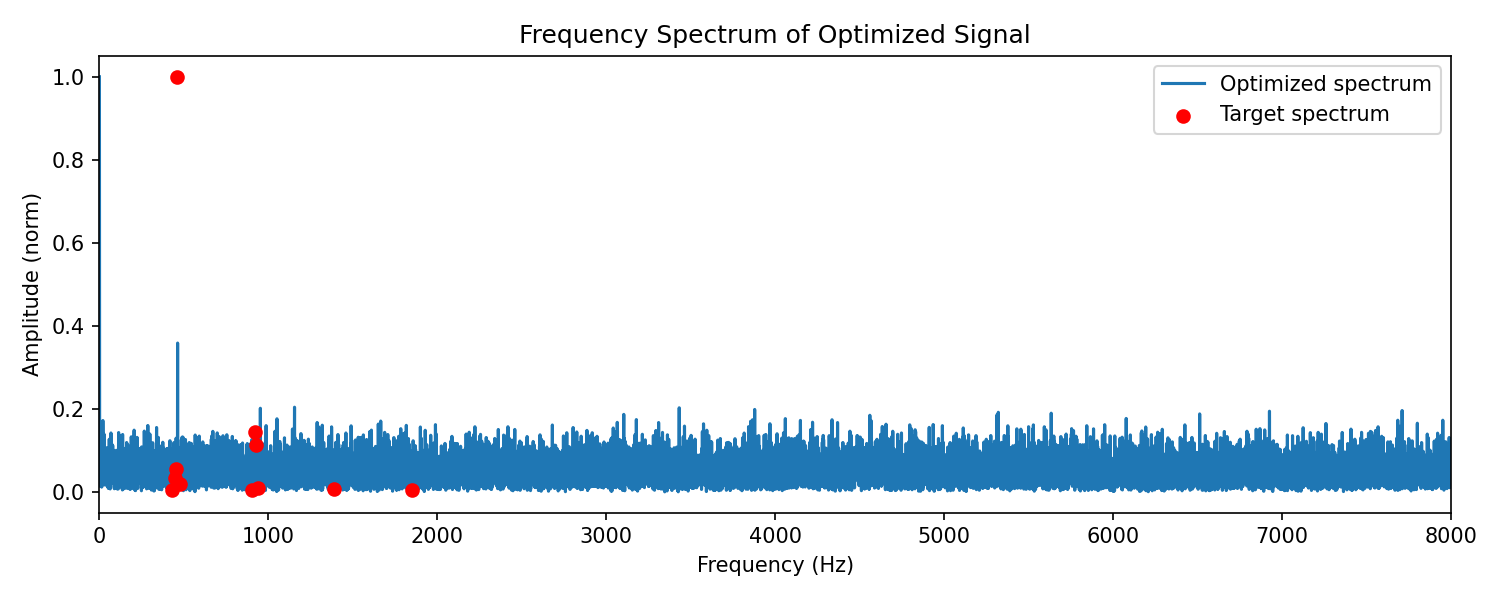 Frequency Spectrum of Optimized Signal
Optimized spectrum
Target spectrum
Amplitude (norm)
1.0
0.8
0.6
0.4
0.2
0.0
0 1000 2000 3000 4000 5000 6000 7000 8000
Frequency (Hz)